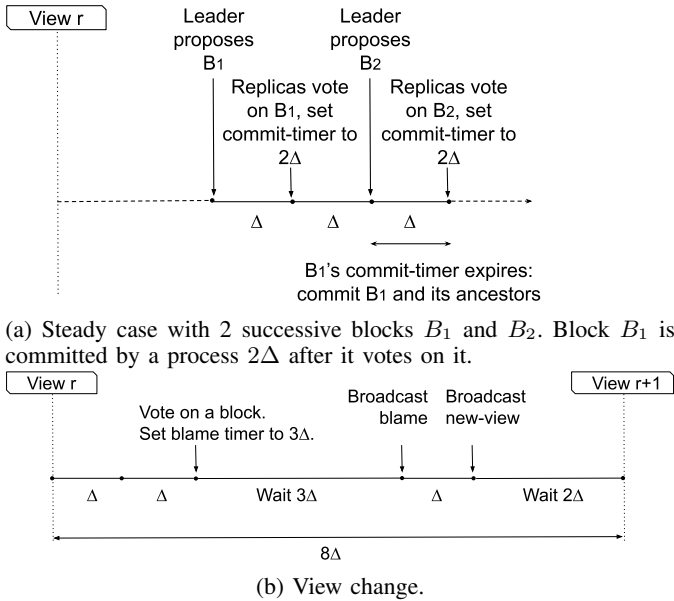 View r
Leader
proposes
B1
Leader
proposes
B2
Replicas vote
on B1, set
commit-timer to
2Δ
Replicas vote
on B2, set
commit-timer to
2Δ
Δ
Δ
Δ
B1's commit-timer expires:
commit B1 and its ancestors
(a) Steady case with 2 successive blocks B1 and B2. Block B1 is
committed by a process 2Δ after it votes on it.
View r
View r+1
Vote on a block.
Set blame timer to 3Δ.
Broadcast
blame
Broadcast
new-view
Δ
Δ
Wait 3Δ
Δ
Wait 2Δ
8Δ
(b) View change.